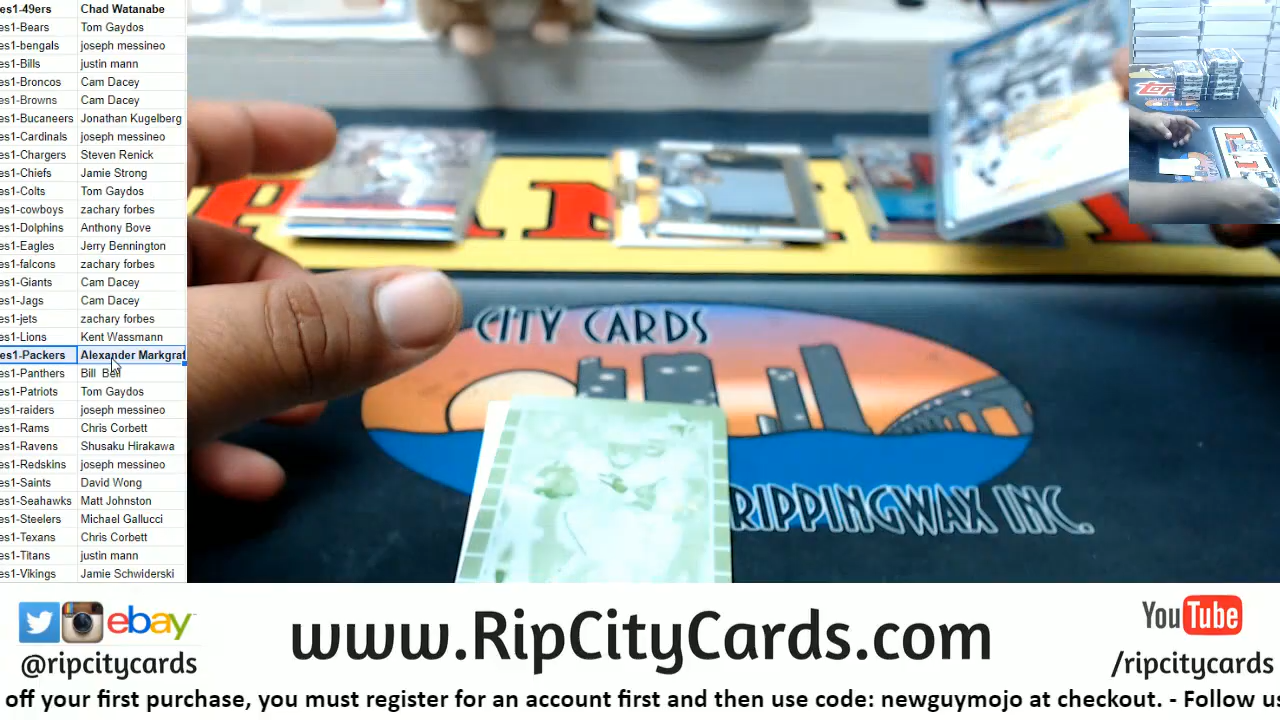 es1-49ers Chad Watanabe
es1-Bears Tom Gaydos
es1-bengals joseph messineo
es1-Bills justin mann
es1-Broncos Cam Dacey
es1-Browns Cam Dacey
es1-Bucaneers Jonathan Kugelberg
es1-Cardinals joseph messineo
es1-Chargers Steven Renick
es1-Chiefs Jamie Strong
es1-Colts Tom Gaydos
es1-cowboys zachary forbes
es1-Dolphins Anthony Bove
es1-Eagles Jerry Bennington
es1-falcons zachary forbes
es1-Giants Cam Dacey
es1-Jags Cam Dacey
es1-jets zachary forbes
es1-Lions Kent Wassmann
es1-Packers Alexander Markgraf
es1-Panthers Bill Bell
es1-Patriots Tom Gaydos
es1-raiders joseph messineo
es1-Rams Chris Corbett
es1-Ravens Shusaku Hirakawa
es1-Redskins joseph messineo
es1-Saints David Wong
es1-Seahawks Matt Johnston
es1-Steelers Michael Gallucci
es1-Texans Chris Corbett
es1-Titans justin mann
es1-Vikings Jamie Schwiderski
CITY CARDS
RIPPINGWAX INC.
ebay
@ripcitycards
www.RipCityCards.com
YouTube
/ripcitycards
off your first purchase, you must register for an account first and then use code: newguymojo at checkout. - Follow us